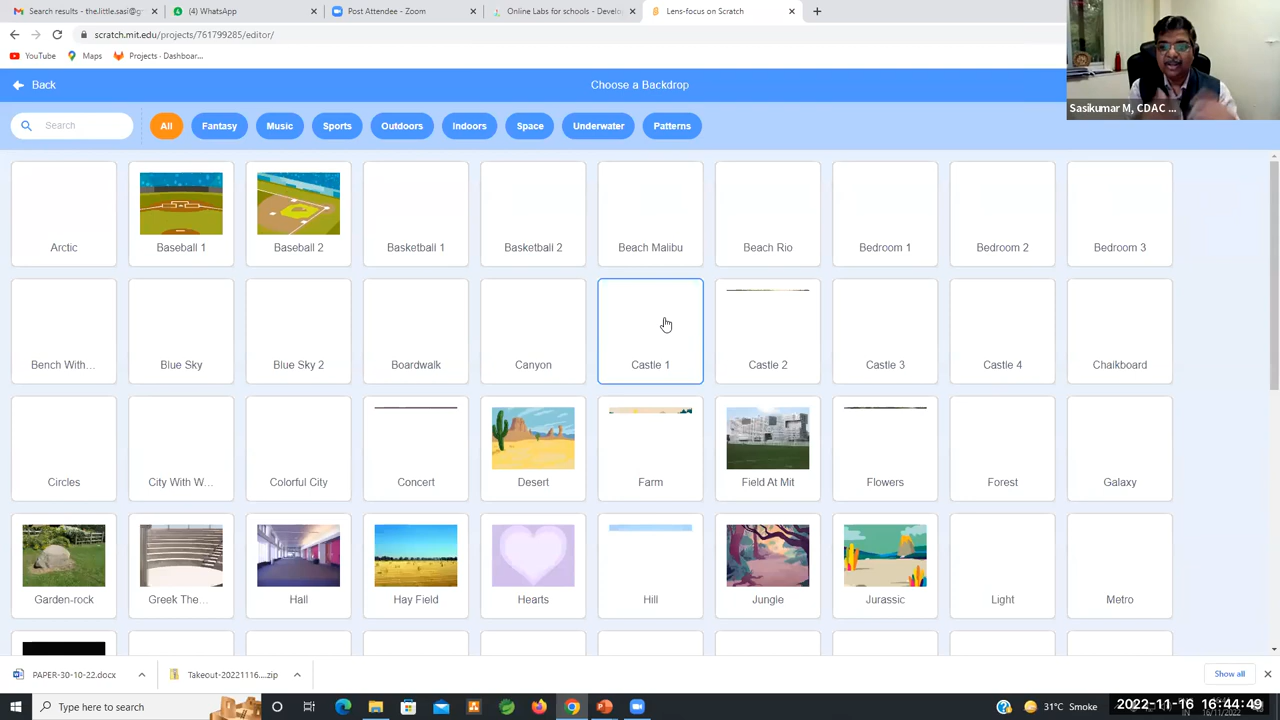 Search results - the.little.sasi@g
(4) WhatsApp
Post Attendee - Zoom
Online Labs for schools - Develo
Lens-focus on Scratch
scratch.mit.edu/projects/761799285/editor/
YouTube
Maps
Projects · Dashboar...
Back
Choose a Backdrop
Sasikumar M, CDAC ...
Search
All
Fantasy
Music
Sports
Outdoors
Indoors
Space
Underwater
Patterns
Arctic
Baseball 1
Baseball 2
Basketball 1
Basketball 2
Beach Malibu
Beach Rio
Bedroom 1
Bedroom 2
Bedroom 3
Bench With...
Blue Sky
Blue Sky 2
Boardwalk
Canyon
Castle 1
Castle 2
Castle 3
Castle 4
Chalkboard
Circles
City With W...
Colorful City
Concert
Desert
Farm
Field At Mit
Flowers
Forest
Galaxy
Garden-rock
Greek The...
Hall
Hay Field
Hearts
Hill
Jungle
Jurassic
Light
Metro
PAPER-30-10-22.docx
Takeout-20221116....zip
Show all
Type here to search
31°C Smoke
2022-11-16 16:44:49